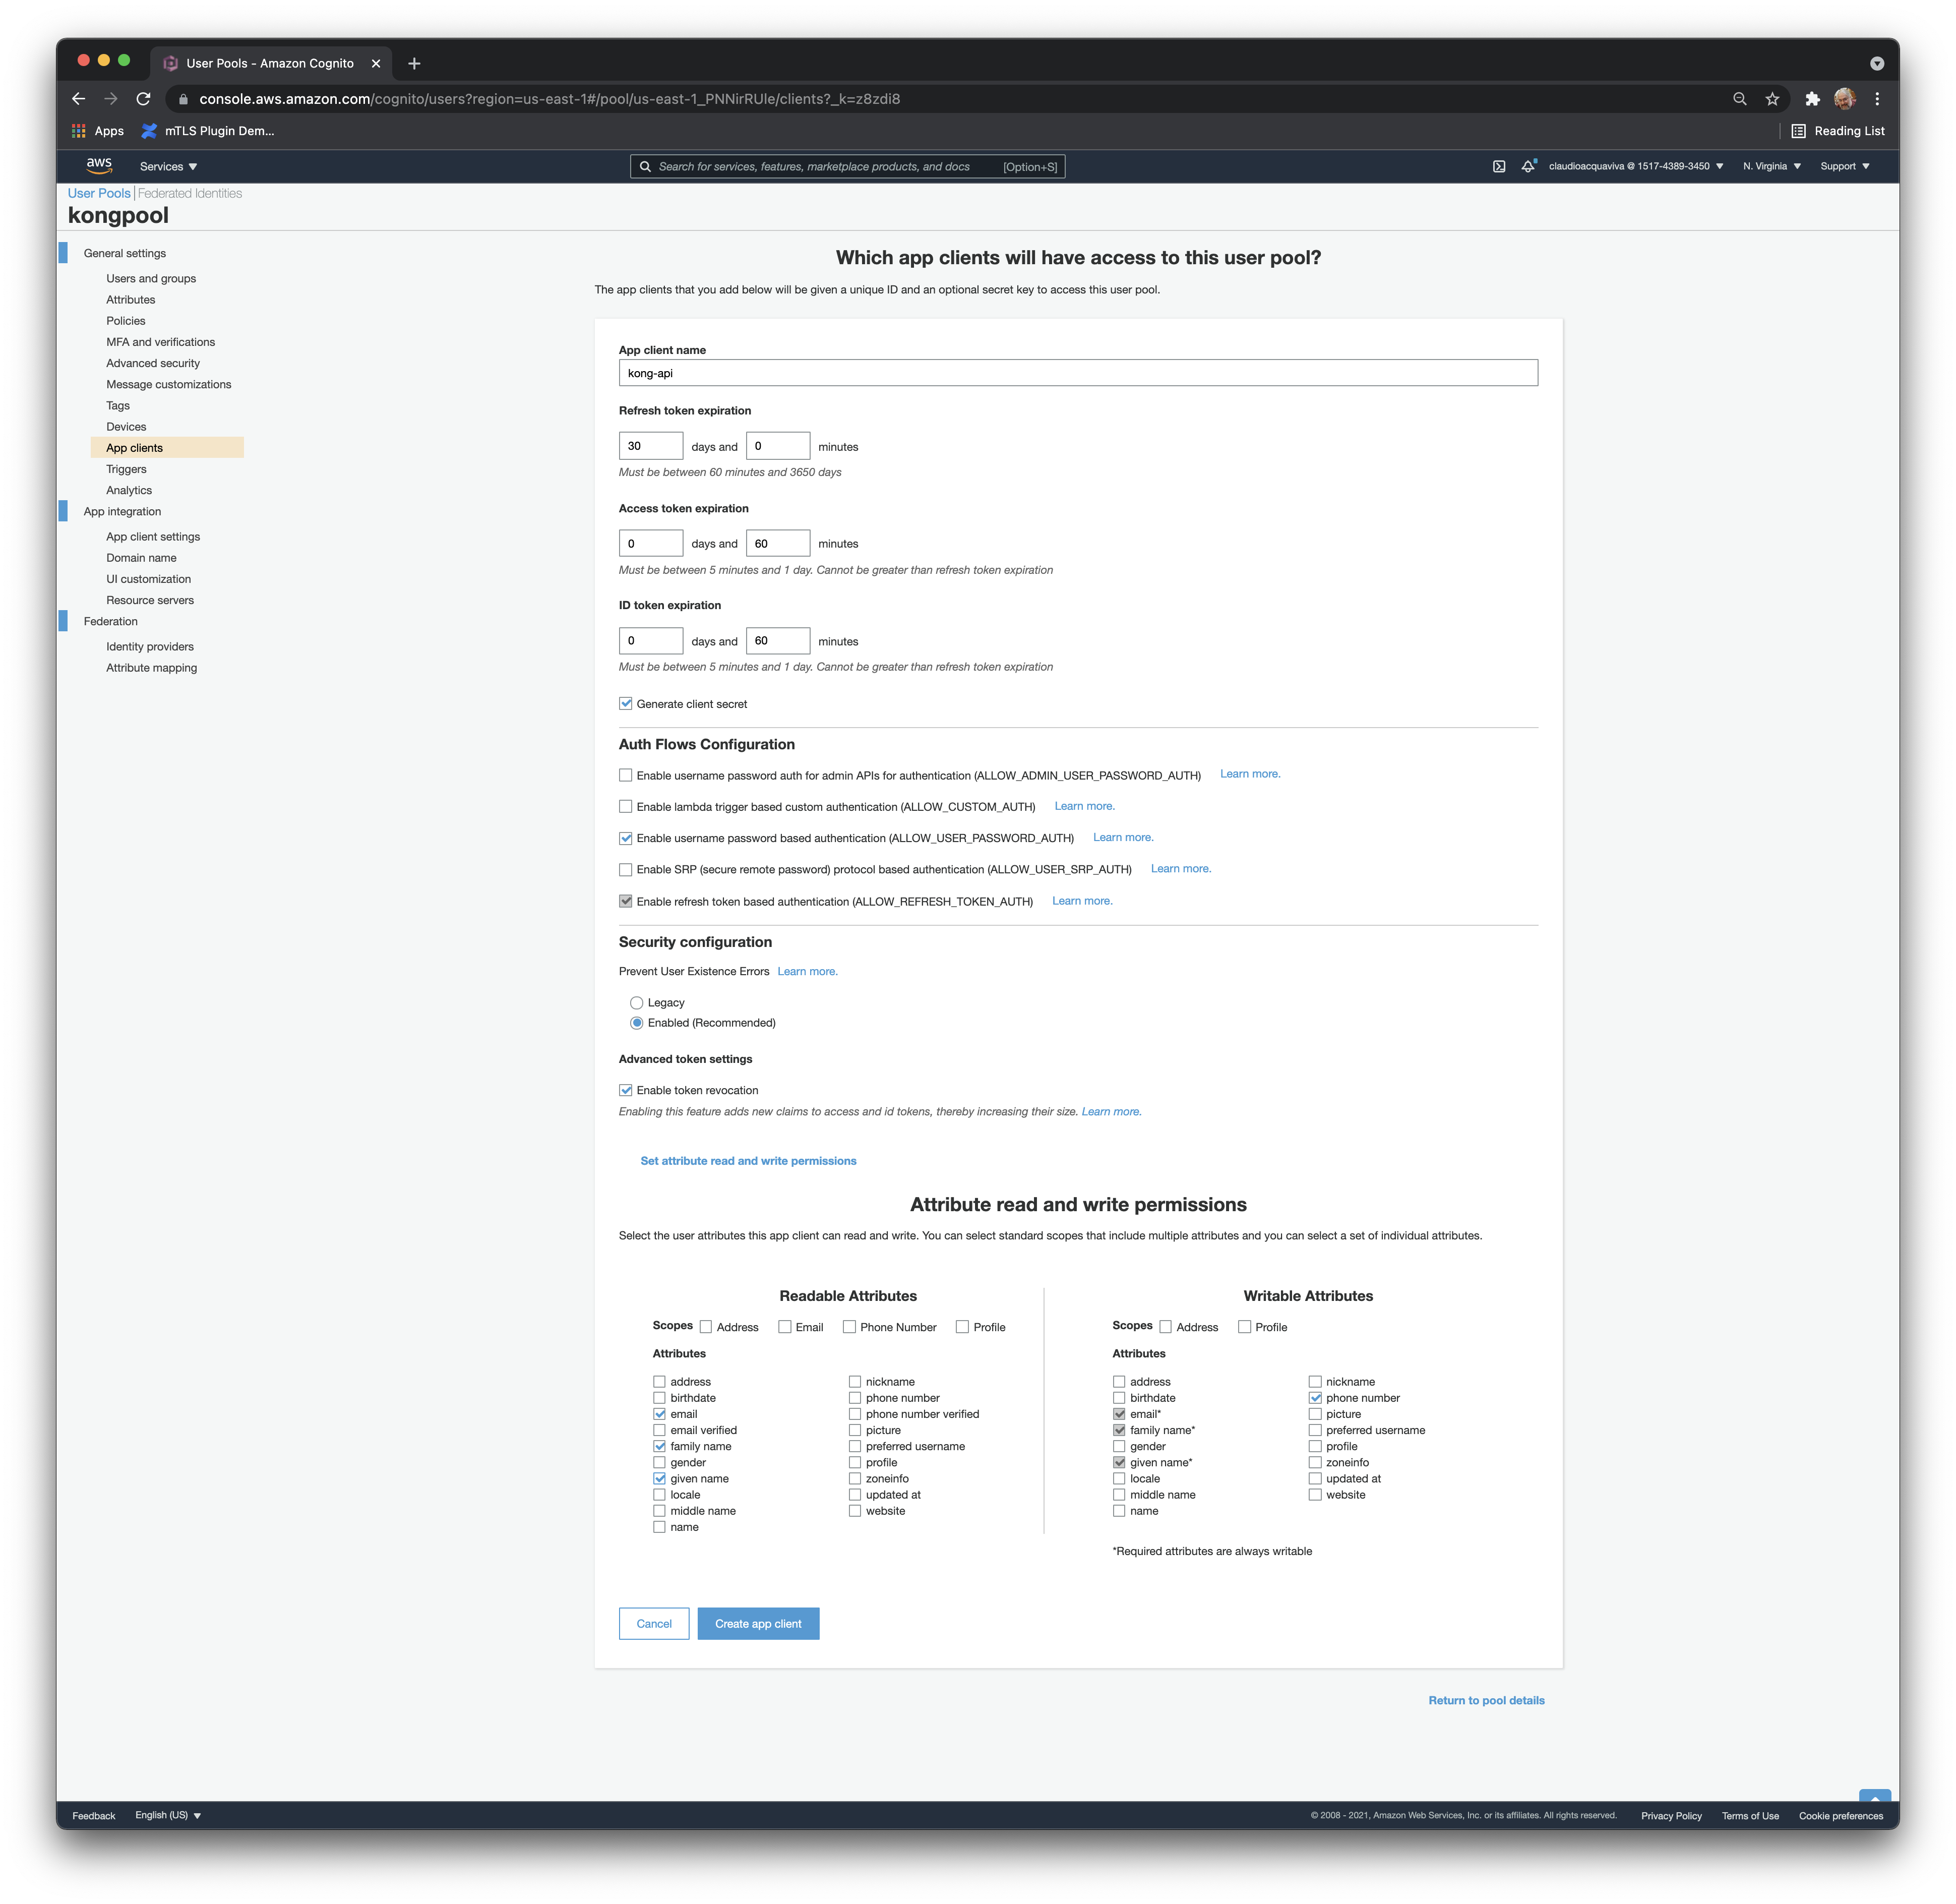 User Pools - Amazon Cognito
console.aws.amazon.com/cognito/users?region=us-east-1#/pool/us-east-1_PNNirRUle/clients?_k=z8zdi8
Apps mTLS Plugin Dem... Reading List
aws Services Search for services, features, marketplace products, and docs [Option+S] claudioacquaviva @ 1517-4389-3450 N. Virginia Support
User Pools | Federated Identities
kongpool
General settings
Users and groups
Attributes
Policies
MFA and verifications
Advanced security
Message customizations
Tags
Devices
App clients
Triggers
Analytics
App integration
App client settings
Domain name
UI customization
Resource servers
Federation
Identity providers
Attribute mapping
Which app clients will have access to this user pool?
The app clients that you add below will be given a unique ID and an optional secret key to access this user pool.
App client name
kong-api
Refresh token expiration
30 days and 0 minutes
Must be between 60 minutes and 3650 days
Access token expiration
0 days and 60 minutes
Must be between 5 minutes and 1 day. Cannot be greater than refresh token expiration
ID token expiration
0 days and 60 minutes
Must be between 5 minutes and 1 day. Cannot be greater than refresh token expiration
Generate client secret
Auth Flows Configuration
Enable username password auth for admin APIs for authentication (ALLOW_ADMIN_USER_PASSWORD_AUTH) Learn more.
Enable lambda trigger based custom authentication (ALLOW_CUSTOM_AUTH) Learn more.
Enable username password based authentication (ALLOW_USER_PASSWORD_AUTH) Learn more.
Enable SRP (secure remote password) protocol based authentication (ALLOW_USER_SRP_AUTH) Learn more.
Enable refresh token based authentication (ALLOW_REFRESH_TOKEN_AUTH) Learn more.
Security configuration
Prevent User Existence Errors Learn more.
Legacy
Enabled (Recommended)
Advanced token settings
Enable token revocation
Enabling this feature adds new claims to access and id tokens, thereby increasing their size. Learn more.
Set attribute read and write permissions
Attribute read and write permissions
Select the user attributes this app client can read and write. You can select standard scopes that include multiple attributes and you can select a set of individual attributes.
Readable Attributes
Scopes Address Email Phone Number Profile
Attributes
address
birthdate
email
email verified
family name
gender
given name
locale
middle name
name
nickname
phone number
phone number verified
picture
preferred username
profile
zoneinfo
updated at
website
Writable Attributes
Scopes Address Profile
Attributes
address
birthdate
email*
family name*
gender
given name*
locale
middle name
name
nickname
phone number
picture
preferred username
profile
zoneinfo
updated at
website
*Required attributes are always writable
Cancel Create app client
Return to pool details
Feedback English (US) © 2008 - 2021, Amazon Web Services, Inc. or its affiliates. All rights reserved. Privacy Policy Terms of Use Cookie preferences